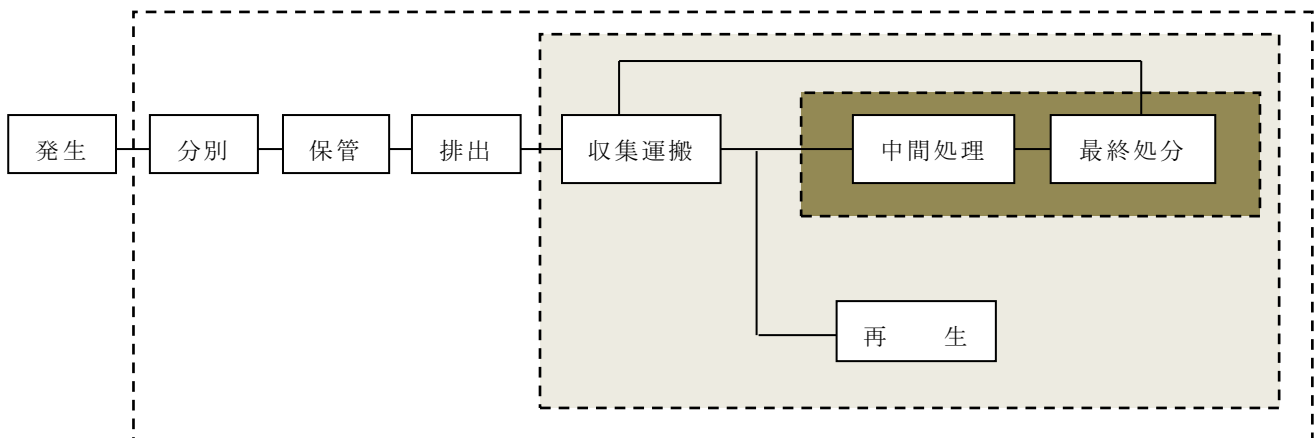 発生
分別
保管
排出
収集運搬
中間処理
最終処分
再　生